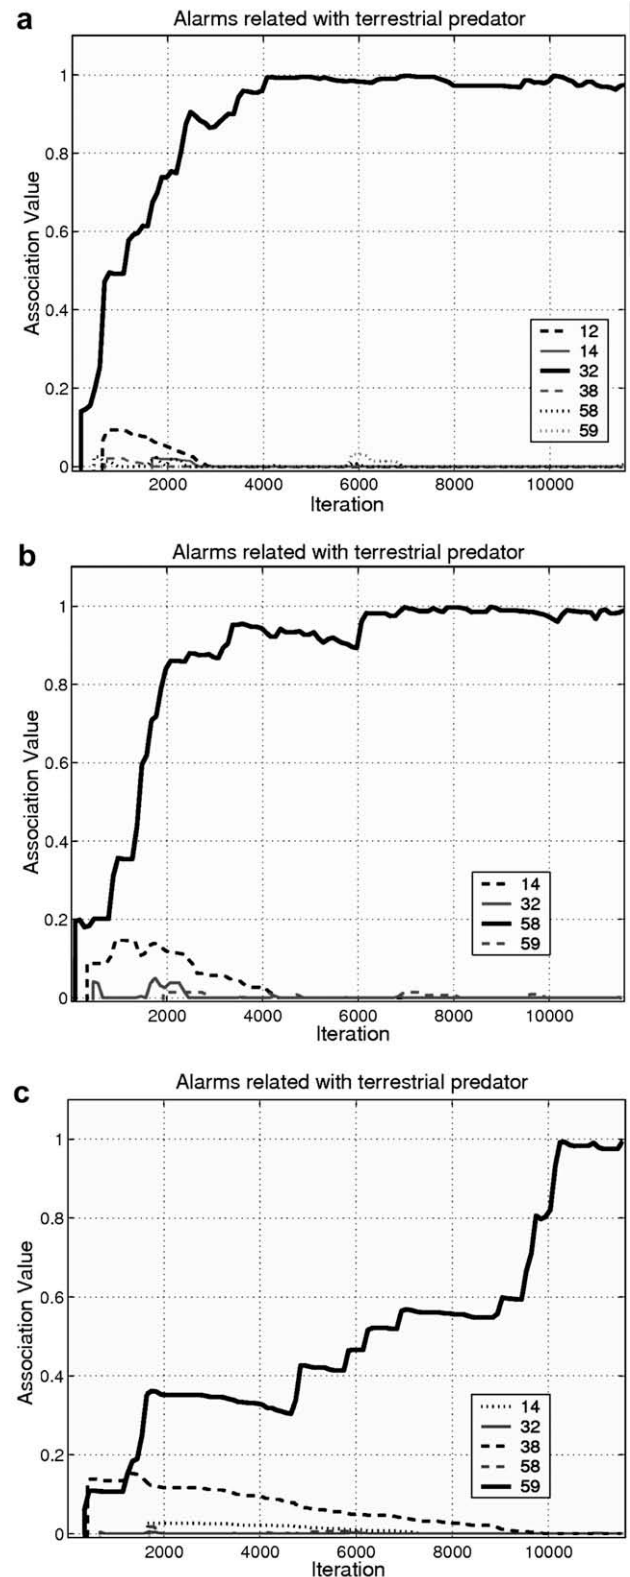 a
Alarms related with terrestrial predator
1
0.8
0.6
0.4
0.2
0
Association Value
12
14
32
38
58
59
2000 4000 6000 8000 10000
Iteration
b
Alarms related with terrestrial predator
1
0.8
0.6
0.4
0.2
0
Association Value
14
32
58
59
2000 4000 6000 8000 10000
Iteration
c
Alarms related with terrestrial predator
1
0.8
0.6
0.4
0.2
0
Association Value
14
32
38
58
59
2000 4000 6000 8000 10000
Iteration